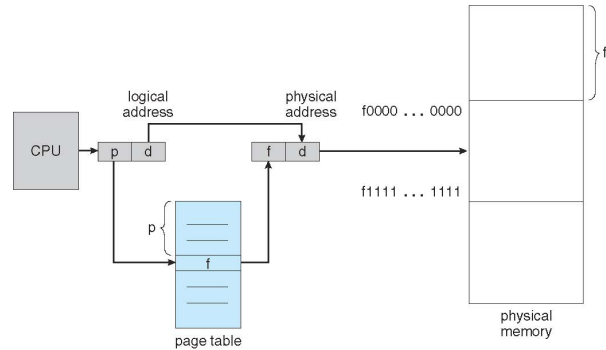 logical
address
physical
address
f0000 ... 0000
f
CPU
p
d
f
d
f1111 ... 1111
p
f
page table
physical
memory